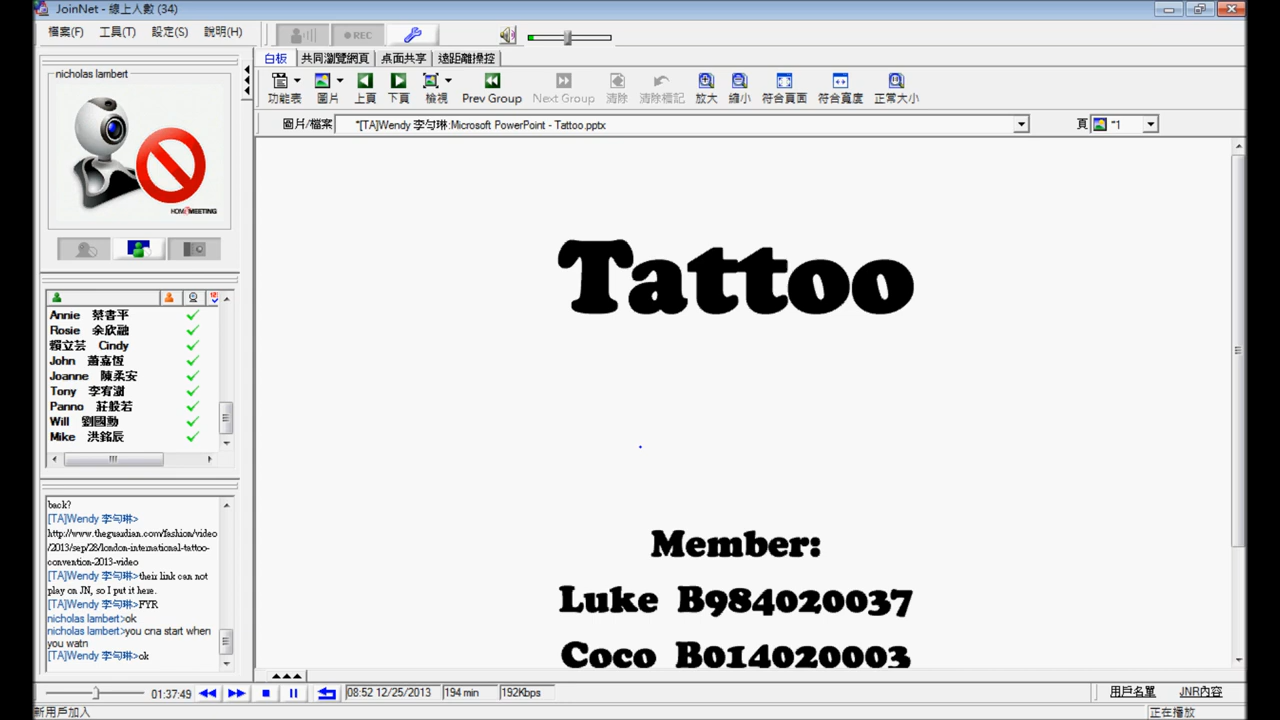 JoinNet - 線上人數 (34)
檔案(F) 工具(T) 設定(S) 說明(H)
REC
nicholas lambert
HOMEMEETING
白板 共同瀏覽網頁 桌面共享 遠距離操控
功能表 圖片 上頁 下頁 檢視 Prev Group Next Group 清除 清除標記 放大 縮小 符合頁面 符合寬度 正常大小
圖片/檔案 *[TA]Wendy 李勻琳:Microsoft PowerPoint - Tattoo.pptx 頁 *1
Annie 蔡書平
Rosie 余欣融
賴立芸 Cindy
John 蕭嘉恆
Joanne 陳柔安
Tony 李宥澍
Panno 莊般若
Will 劉國勳
Mike 洪銘辰
back?
[TA]Wendy 李勻琳>
http://www.theguardian.com/fashion/video
/2013/sep/28/london-international-tattoo-
convention-2013-video
[TA]Wendy 李勻琳>their link can not
play on JN, so I put it here.
[TA]Wendy 李勻琳>FYR
nicholas lambert>ok
nicholas lambert>you cna start when
you watn
[TA]Wendy 李勻琳>ok
Tattoo
Member:
Luke B984020037
Coco B014020003
01:37:49 08:52 12/25/2013 194 min 192Kbps 用戶名單 JNR內容
新用戶加入 正在播放